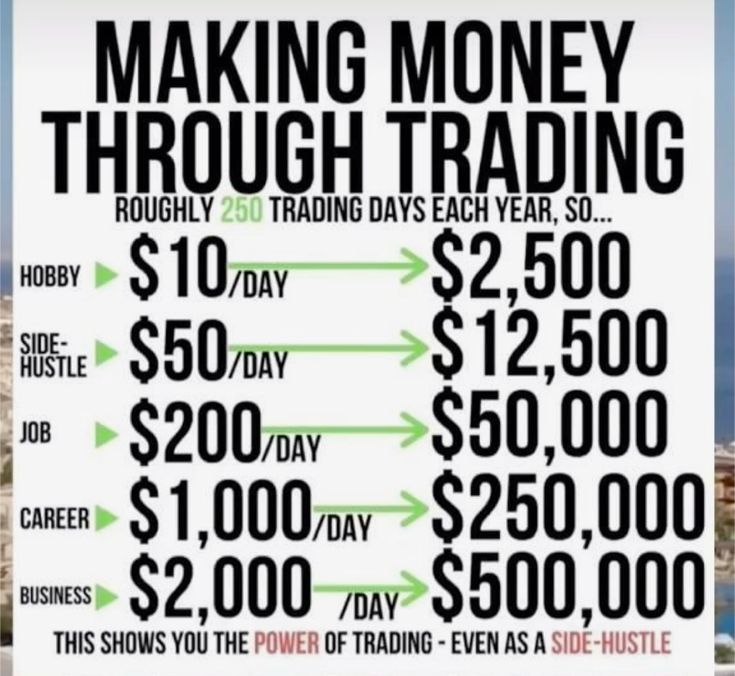 MAKING MONEY
THROUGH TRADING
ROUGHLY 250 TRADING DAYS EACH YEAR, SO...
HOBBY $10/DAY $2,500
SIDE-
HUSTLE $50/DAY $12,500
JOB $200/DAY $50,000
CAREER $1,000/DAY $250,000
BUSINESS $2,000 /DAY $500,000
THIS SHOWS YOU THE POWER OF TRADING - EVEN AS A SIDE-HUSTLE